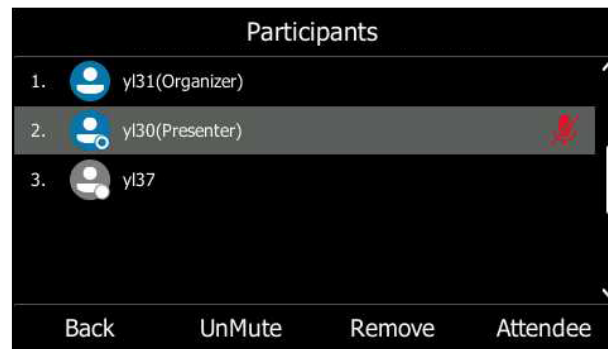 Participants
1. yl31(Organizer)
2. yl30(Presenter)
3. yl37
Back UnMute Remove Attendee